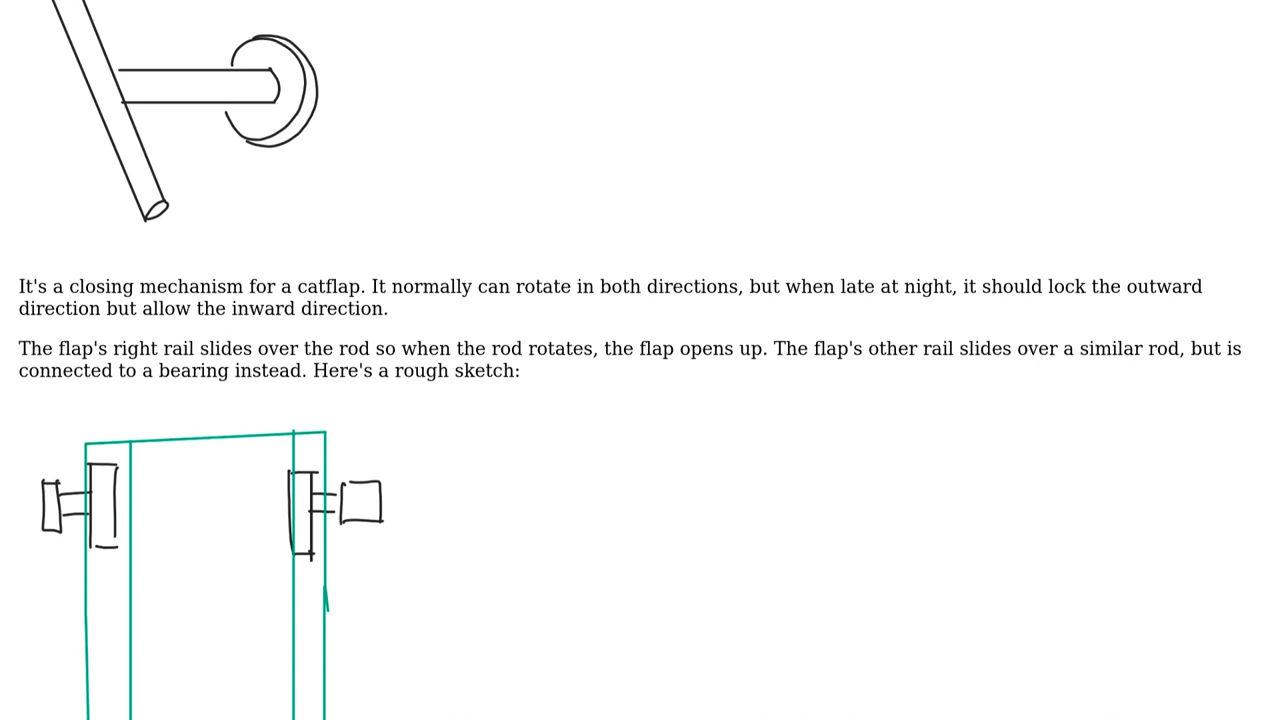 It's a closing mechanism for a catflap. It normally can rotate in both directions, but when late at night, it should lock the outward
direction but allow the inward direction.
The flap's right rail slides over the rod so when the rod rotates, the flap opens up. The flap's other rail slides over a similar rod, but is
connected to a bearing instead. Here's a rough sketch: